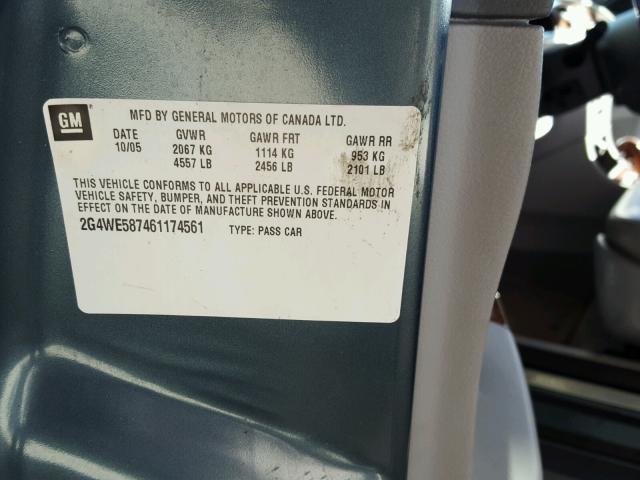 GM
MFD BY GENERAL MOTORS OF CANADA LTD.
DATE GVWR GAWR FRT GAWR RR
10/05 2067 KG 1114 KG 953 KG
4557 LB 2456 LB 2101 LB
THIS VEHICLE CONFORMS TO ALL APPLICABLE U.S. FEDERAL MOTOR
VEHICLE SAFETY, BUMPER, AND THEFT PREVENTION STANDARDS IN
EFFECT ON THE DATE OF MANUFACTURE SHOWN ABOVE.
2G4WE587461174561 TYPE: PASS CAR